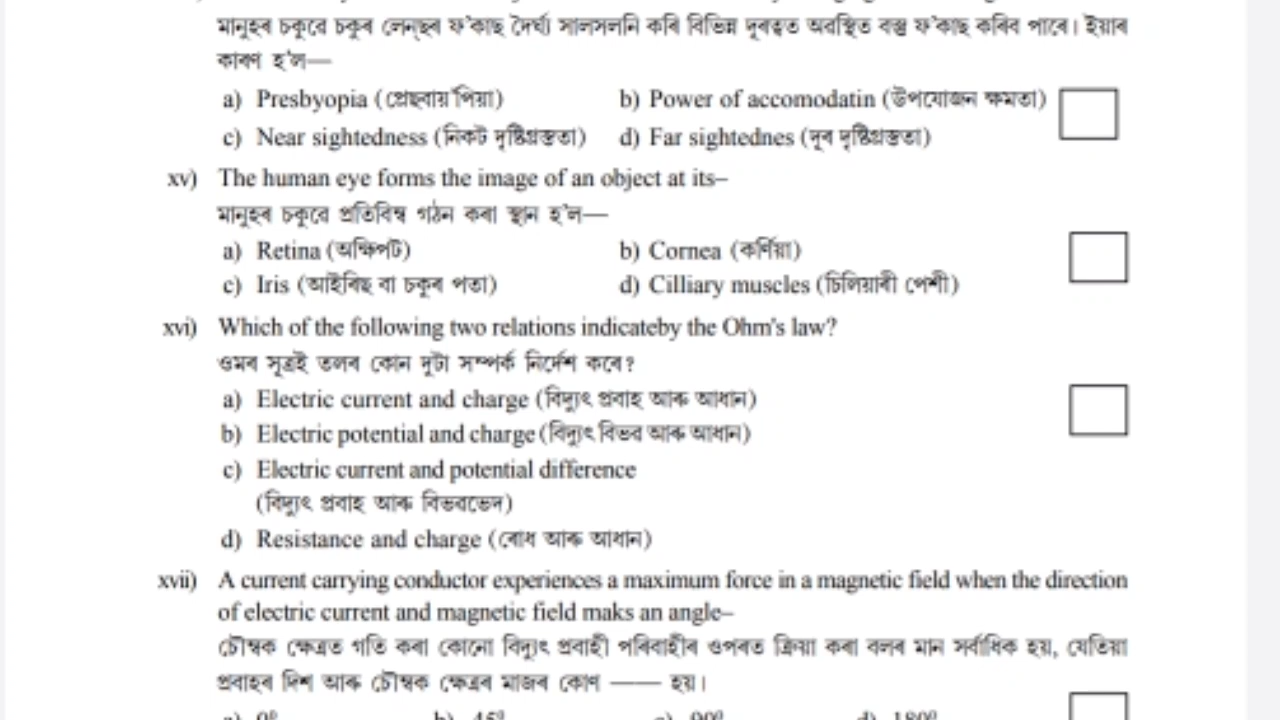 মানুহৰ চকুৱে চকুৰ লেন্‌ছৰ ফ'কাছ দৈৰ্ঘ্য সালসলনি কৰি বিভিন্ন দূৰত্বত অৱস্থিত বস্তু ফ'কাছ কৰিব পাৰে। ইয়াৰ
কাৰণ হ'ল—
a) Presbyopia (প্ৰেছবায়'পিয়া) b) Power of accomodatin (উপযোজন ক্ষমতা)
c) Near sightedness (নিকট দৃষ্টিগ্ৰস্ততা) d) Far sightednes (দূৰ দৃষ্টিগ্ৰস্ততা)
xv) The human eye forms the image of an object at its–
মানুহৰ চকুৱে প্ৰতিবিম্ব গঠন কৰা স্থান হ'ল—
a) Retina (অক্ষিপট) b) Cornea (কৰ্ণিয়া)
c) Iris (আইৰিছ বা চকুৰ পতা) d) Cilliary muscles (চিলিয়াৰী পেশী)
xvi) Which of the following two relations indicateby the Ohm's law?
ওমৰ সূত্ৰই তলৰ কোন দুটা সম্পৰ্ক নিৰ্দেশ কৰে?
a) Electric current and charge (বিদ্যুৎ প্ৰবাহ আৰু আধান)
b) Electric potential and charge (বিদ্যুৎ বিভৱ আৰু আধান)
c) Electric current and potential difference
(বিদ্যুৎ প্ৰবাহ আৰু বিভৱভেদ)
d) Resistance and charge (ৰোধ আৰু আধান)
xvii) A current carrying conductor experiences a maximum force in a magnetic field when the direction
of electric current and magnetic field maks an angle–
চৌম্বক ক্ষেত্ৰত গতি কৰা কোনো বিদ্যুৎ প্ৰবাহী পৰিবাহীৰ ওপৰত ক্ৰিয়া কৰা বলৰ মান সৰ্বাধিক হয়, যেতিয়া
প্ৰবাহৰ দিশ আৰু চৌম্বক ক্ষেত্ৰৰ মাজৰ কোণ —— হয়।
a) 0⁰ b) 45⁰ c) 90⁰ d) 180⁰